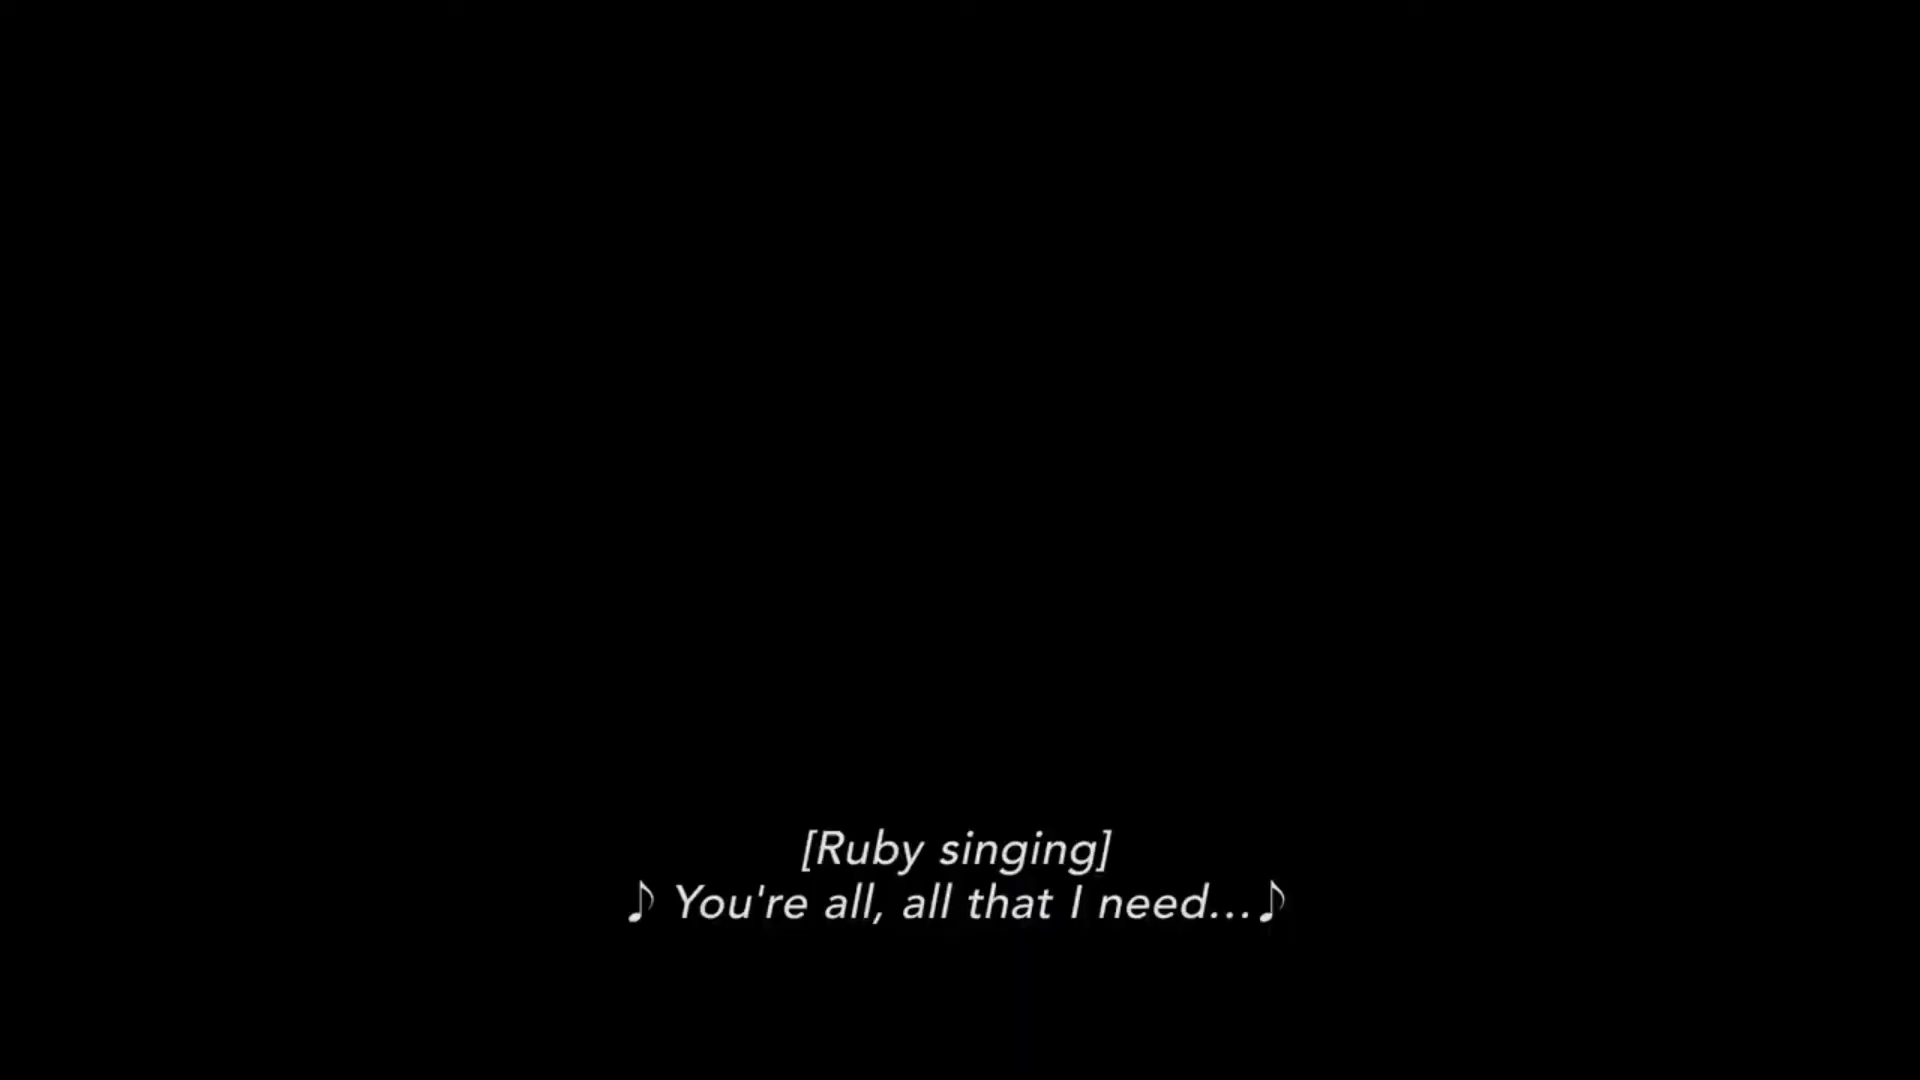 [Ruby singing]
♪ You're all, all that I need...♪